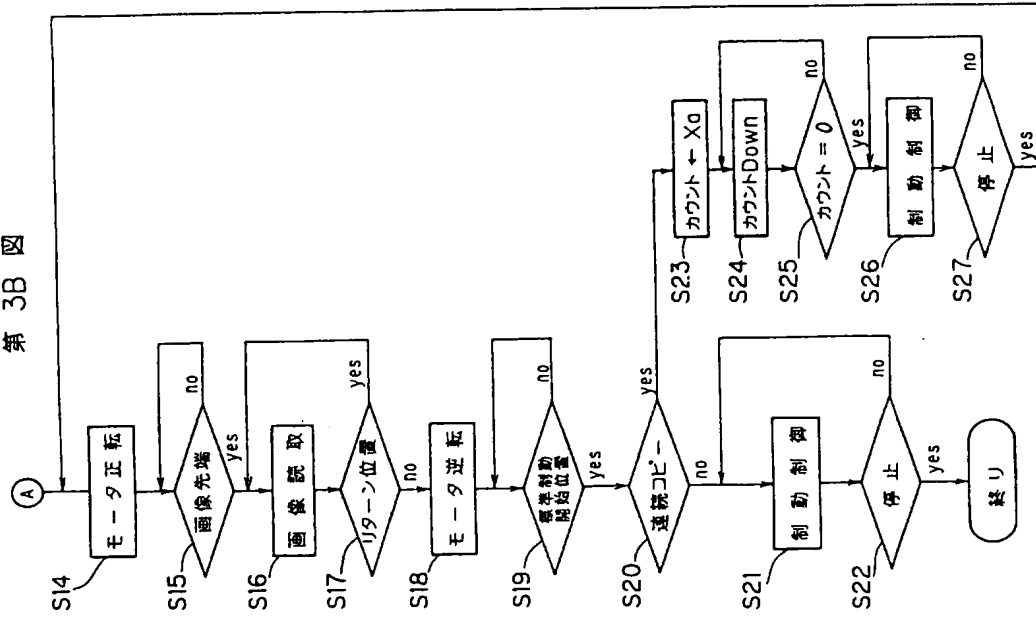 第 3B 図
A
S14
モータ正転
S15
画像先端
no
yes
S16
画像読取
S17
リターン位置
yes
no
S18
モータ逆転
S19
標準制動
開始位置
no
yes
S20
連続コピー
yes
no
S21
制動制御
S22
停止
no
yes
終り
S23
カウント ← Xa
S24
カウントDown
S25
カウント = 0
no
yes
S26
制動制御
S27
停止
no
yes